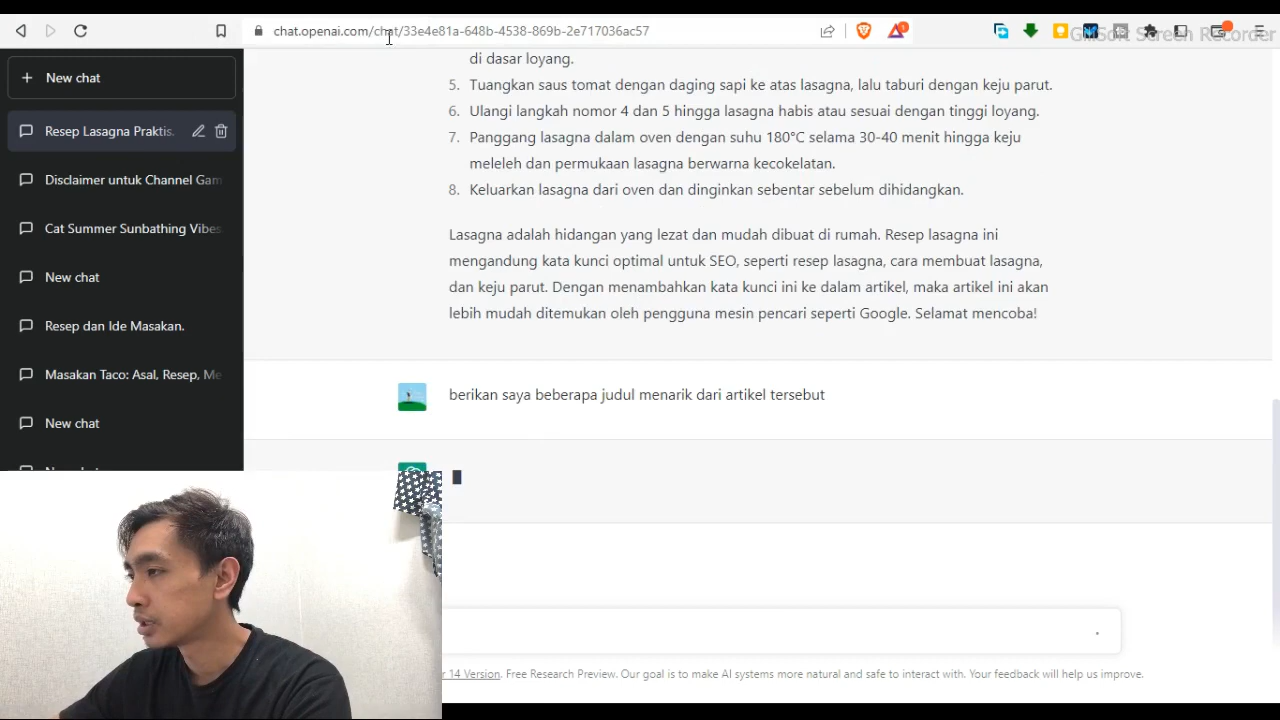 chat.openai.com/chat/33e4e81a-648b-4538-869b-2e717036ac57
GiliSoft Screen Recorder
+ New chat
Resep Lasagna Praktis.
Disclaimer untuk Channel Gam
Cat Summer Sunbathing Vibes
New chat
Resep dan Ide Masakan.
Masakan Taco: Asal, Resep, Me
New chat
di dasar loyang.
5. Tuangkan saus tomat dengan daging sapi ke atas lasagna, lalu taburi dengan keju parut.
6. Ulangi langkah nomor 4 dan 5 hingga lasagna habis atau sesuai dengan tinggi loyang.
7. Panggang lasagna dalam oven dengan suhu 180°C selama 30-40 menit hingga keju
meleleh dan permukaan lasagna berwarna kecokelatan.
8. Keluarkan lasagna dari oven dan dinginkan sebentar sebelum dihidangkan.
Lasagna adalah hidangan yang lezat dan mudah dibuat di rumah. Resep lasagna ini
mengandung kata kunci optimal untuk SEO, seperti resep lasagna, cara membuat lasagna,
dan keju parut. Dengan menambahkan kata kunci ini ke dalam artikel, maka artikel ini akan
lebih mudah ditemukan oleh pengguna mesin pencari seperti Google. Selamat mencoba!
berikan saya beberapa judul menarik dari artikel tersebut
14 Version. Free Research Preview. Our goal is to make AI systems more natural and safe to interact with. Your feedback will help us improve.